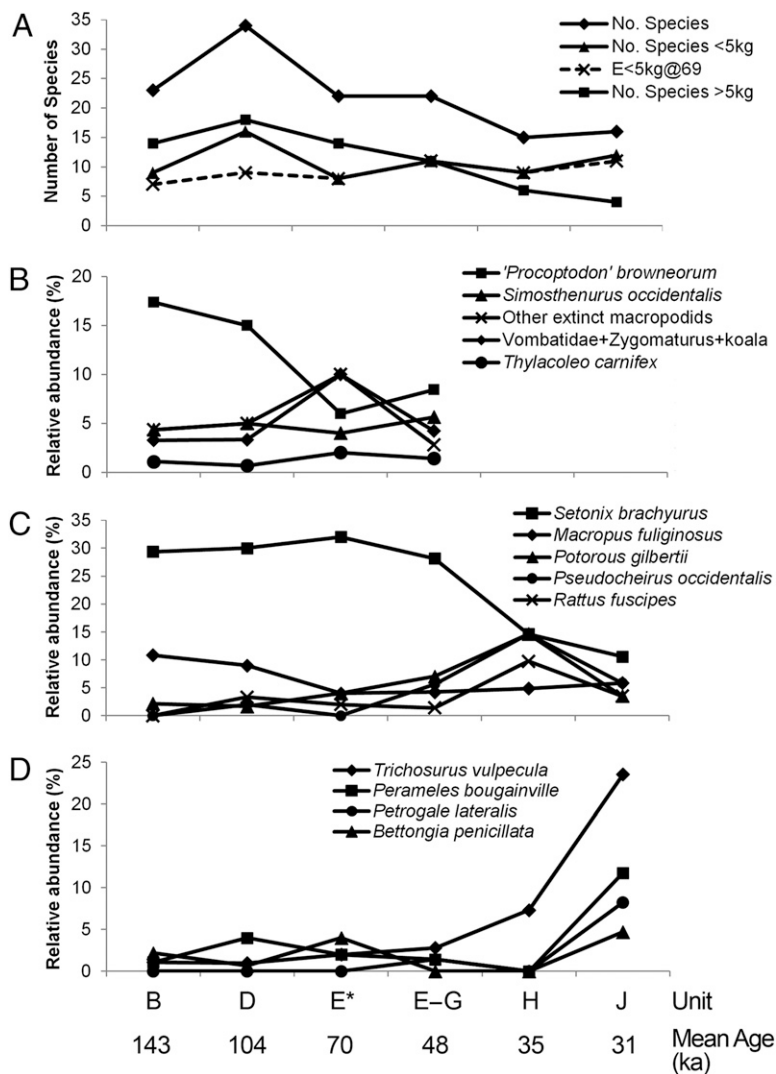 A
Number of Species
35
30
25
20
15
10
5
0
No. Species
No. Species <5kg
E<5kg@69
No. Species >5kg
B
Relative abundance (%)
20
15
10
5
0
'Procoptodon' browneorum
Simosthenurus occidentalis
Other extinct macropodids
Vombatidae+Zygomaturus+koala
Thylacoleo carnifex
C
Relative abundance (%)
35
30
25
20
15
10
5
0
Setonix brachyurus
Macropus fuliginosus
Potorous gilbertii
Pseudocheirus occidentalis
Rattus fuscipes
D
Relative abundance (%)
25
20
15
10
5
0
Trichosurus vulpecula
Perameles bougainville
Petrogale lateralis
Bettongia penicillata
B D E* E–G H J Unit
143 104 70 48 35 31 Mean Age
(ka)